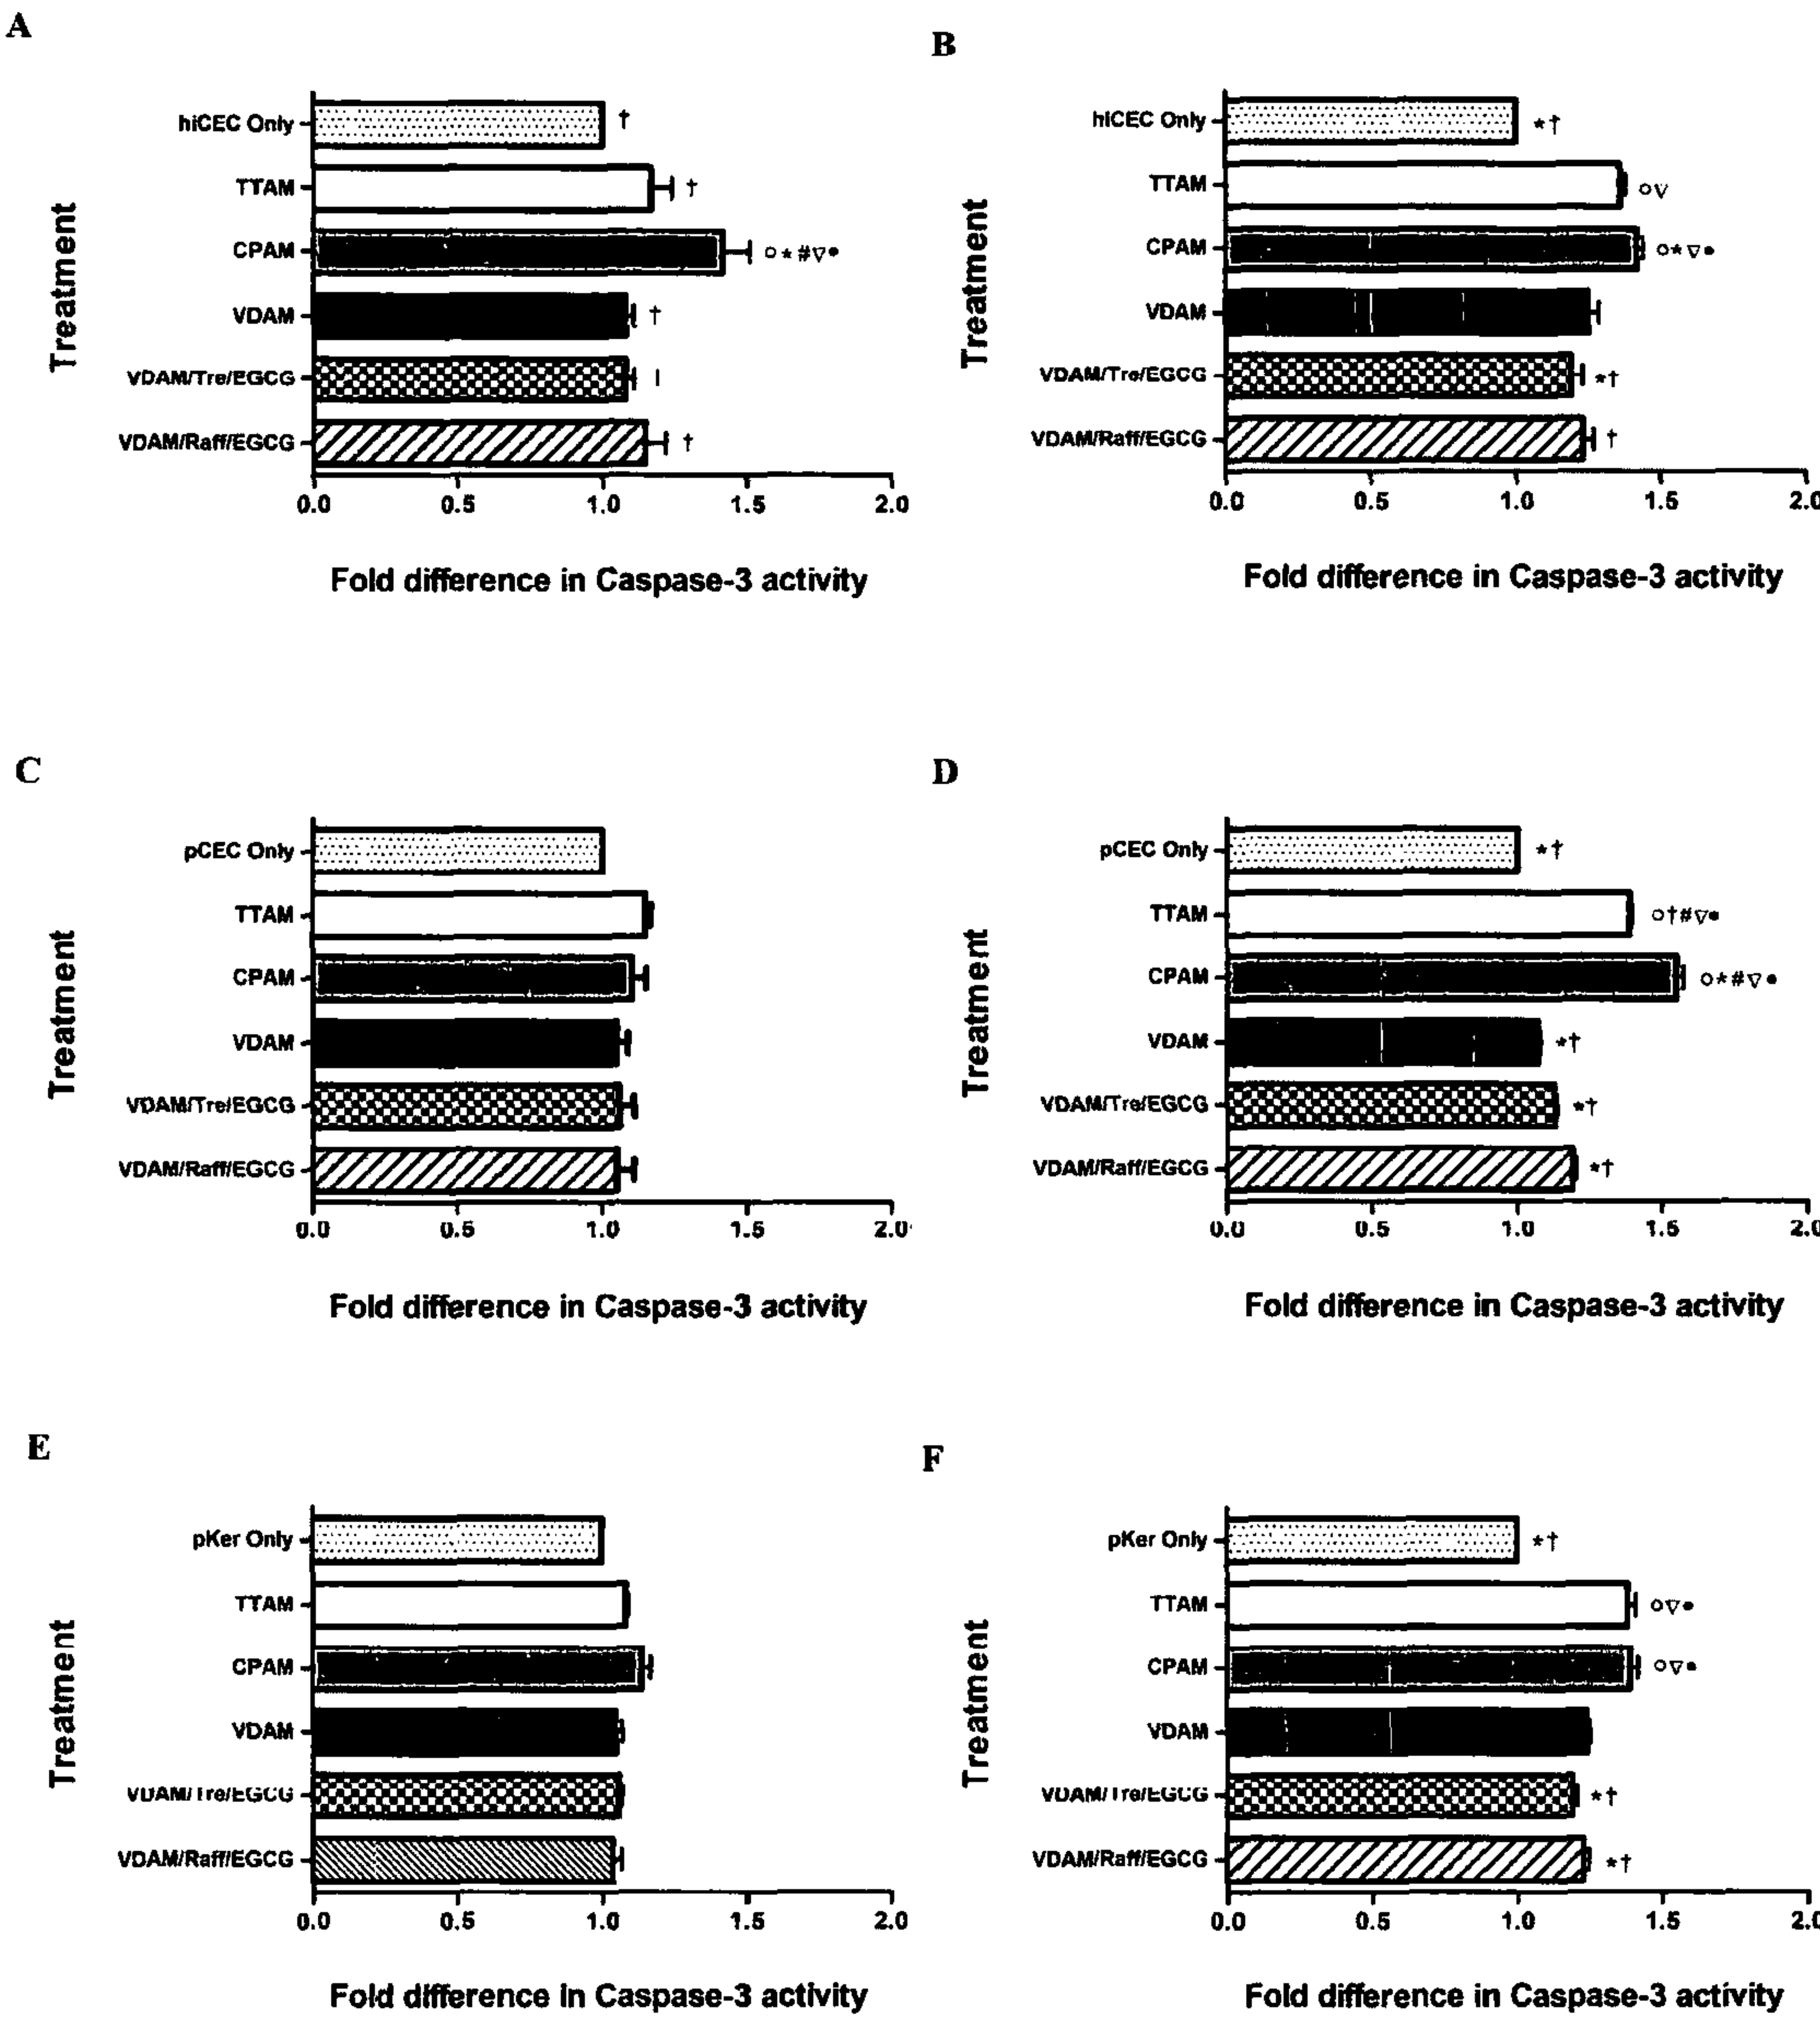 A
Treatment
hiCEC Only †
TTAM †
CPAM ○*#▽●
VDAM †
VDAM/Tre/EGCG
VDAM/Raff/EGCG †
0.0 0.5 1.0 1.5 2.0
Fold difference in Caspase-3 activity
B
Treatment
hiCEC Only *†
TTAM ○▽
CPAM ○*▽●
VDAM
VDAM/Tre/EGCG *†
VDAM/Raff/EGCG †
0.0 0.5 1.0 1.5 2.0
Fold difference in Caspase-3 activity
C
Treatment
pCEC Only
TTAM
CPAM
VDAM
VDAM/Tre/EGCG
VDAM/Raff/EGCG
0.0 0.5 1.0 1.5 2.0
Fold difference in Caspase-3 activity
D
Treatment
pCEC Only *†
TTAM ○†#▽●
CPAM ○*#▽●
VDAM *†
VDAM/Tre/EGCG *†
VDAM/Raff/EGCG *†
0.0 0.5 1.0 1.5 2.0
Fold difference in Caspase-3 activity
E
Treatment
pKer Only
TTAM
CPAM
VDAM
VDAM/Tre/EGCG
VDAM/Raff/EGCG
0.0 0.5 1.0 1.5 2.0
Fold difference in Caspase-3 activity
F
Treatment
pKer Only *†
TTAM ○▽●
CPAM ○▽●
VDAM
VDAM/Tre/EGCG *†
VDAM/Raff/EGCG *†
0.0 0.5 1.0 1.5 2.0
Fold difference in Caspase-3 activity